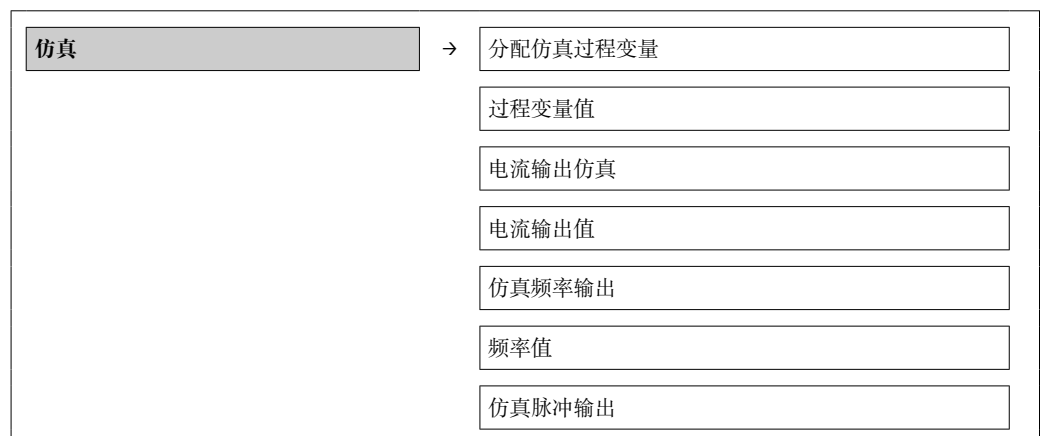 仿真 → 分配仿真过程变量
过程变量值
电流输出仿真
电流输出值
仿真频率输出
频率值
仿真脉冲输出